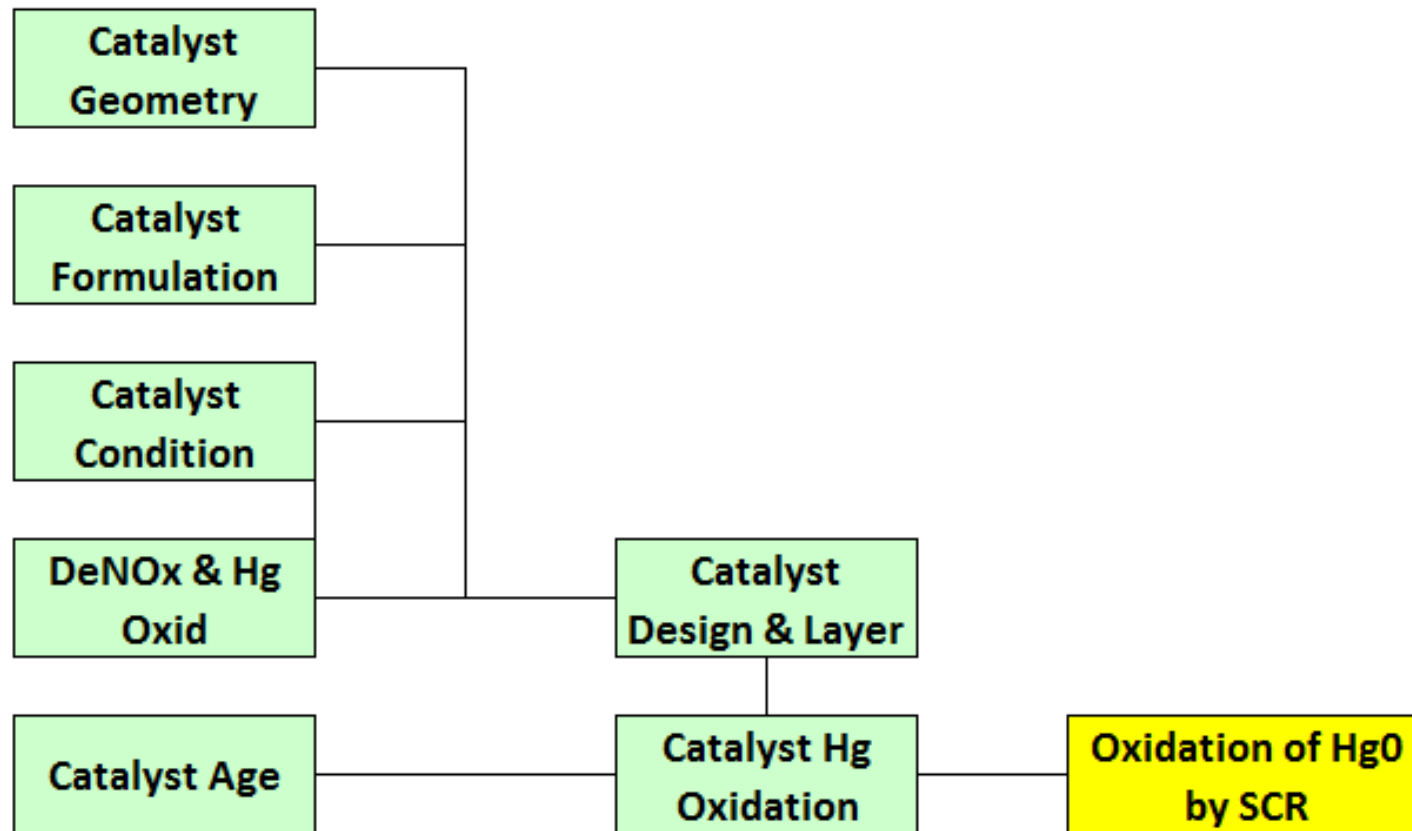 Catalyst
Geometry
Catalyst
Formulation
Catalyst
Condition
DeNOx & Hg
Oxid
Catalyst
Design & Layer
Catalyst Age
Catalyst Hg
Oxidation
Oxidation of Hg0
by SCR